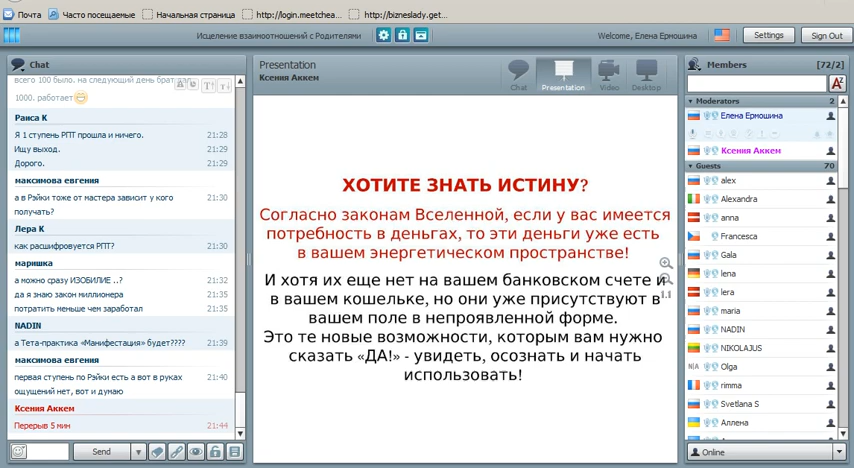 Почта
Часто посещаемые
Начальная страница
http://login.meetchea...
http://bizneslady.get...
Исцеление взаимоотношений с Родителями
Welcome, Елена Ермошина
Settings
Sign Out
Chat
всего 100 было. на следующий день брат дал
1000. работает
Раиса К
Я 1 ступень РПТ прошла и ничего. 21:28
Ищу выход. 21:29
Дорого. 21:29
максимова евгения
а в Рэйки тоже от мастера зависит у кого 21:30
получать?
Лера К
как расшифровуется РПТ? 21:30
маришка
а можно сразу ИЗОБИЛИЕ ..? 21:32
да я знаю закон миллионера 21:35
потратить меньше чем заработал 21:35
NADIN
а Тета-практика «Манифестация» будет???? 21:39
максимова евгения
первая ступень по Рэйки есть а вот в руках 21:40
ощущений нет, вот и думаю
Ксения Аккем
Перерыв 5 мин 21:44
Send
Presentation
Ксения Аккем
Chat
Presentation
Video
Desktop
ХОТИТЕ ЗНАТЬ ИСТИНУ?
Согласно законам Вселенной, если у вас имеется
потребность в деньгах, то эти деньги уже есть
в вашем энергетическом пространстве!
И хотя их еще нет на вашем банковском счете и
в вашем кошельке, но они уже присутствуют в
вашем поле в непроявленной форме.
Это те новые возможности, которым вам нужно
сказать «ДА!» - увидеть, осознать и начать
использовать!
1:1
Members [72/2]
Moderators 2
Елена Ермошина
Ксения Аккем
Guests 70
alex
Alexandra
anna
Francesca
Gala
lena
lera
maria
NADIN
NIKOLAJUS
N/A Olga
rimma
Svetlana S
Аллена
Online